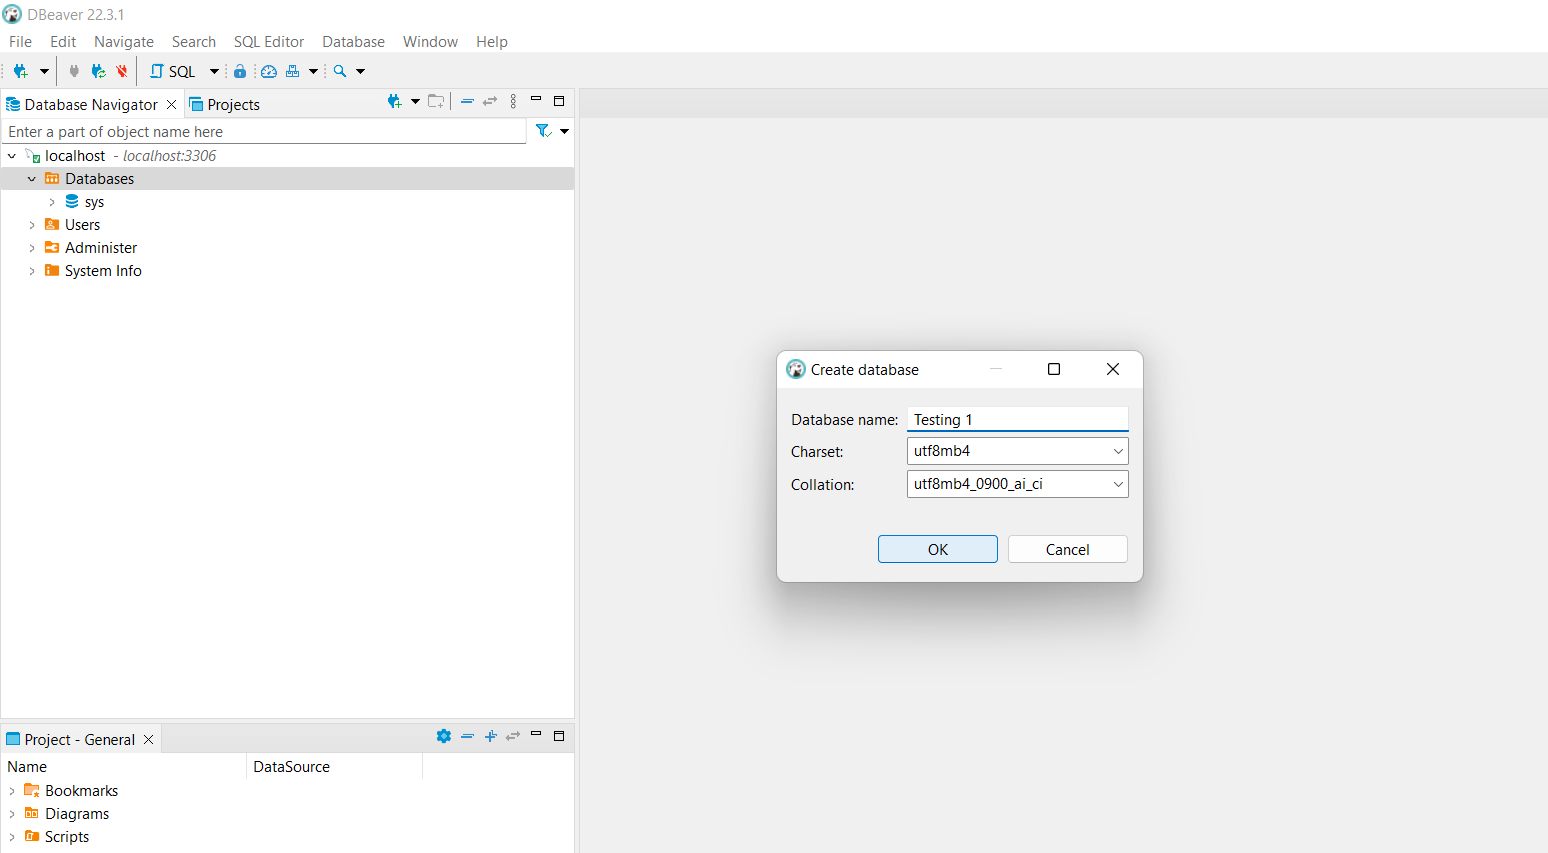 DBeaver 22.3.1
File Edit Navigate Search SQL Editor Database Window Help
SQL
Database Navigator Projects
Enter a part of object name here
localhost - localhost:3306
Databases
sys
Users
Administer
System Info
Create database
Database name: Testing 1
Charset: utf8mb4
Collation: utf8mb4_0900_ai_ci
OK Cancel
Project - General
Name DataSource
Bookmarks
Diagrams
Scripts